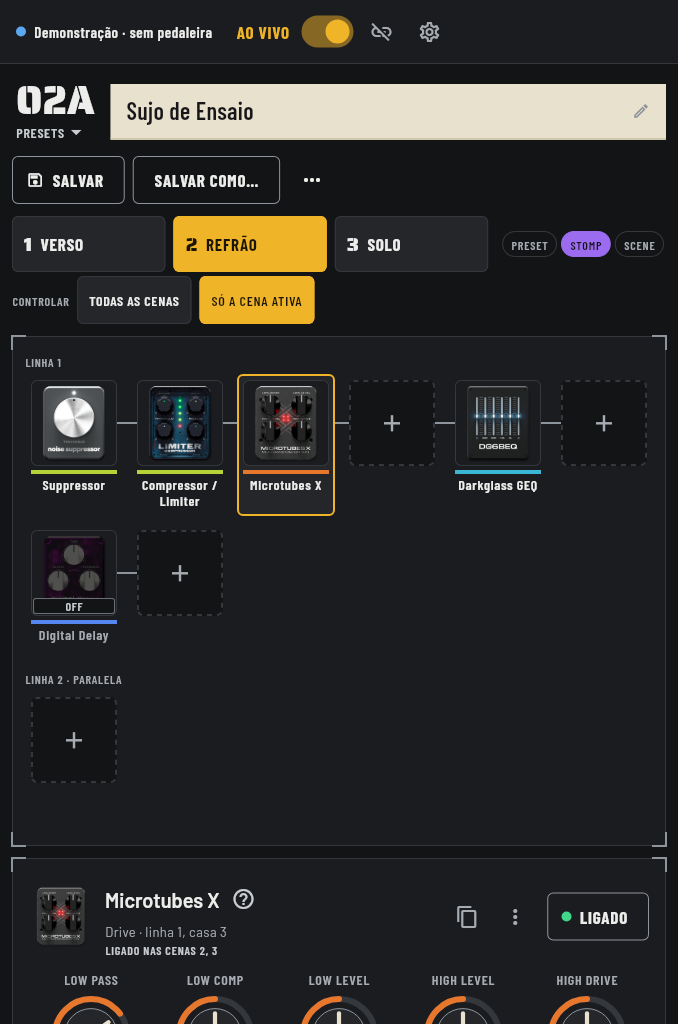 Demonstração · sem pedaleira
AO VIVO
02A
PRESETS
Sujo de Ensaio
SALVAR
SALVAR COMO...
1 VERSO
2 REFRÃO
3 SOLO
PRESET
STOMP
SCENE
CONTROLAR
TODAS AS CENAS
SÓ A CENA ATIVA
LINHA 1
noise suppressor
LIMITER
MICROTUBES X
DG6BEQ
Suppressor
Compressor /
Limiter
Microtubes X
Darkglass GEQ
OFF
Digital Delay
LINHA 2 · PARALELA
Microtubes X
Drive · linha 1, casa 3
LIGADO NAS CENAS 2, 3
LIGADO
LOW PASS
LOW COMP
LOW LEVEL
HIGH LEVEL
HIGH DRIVE